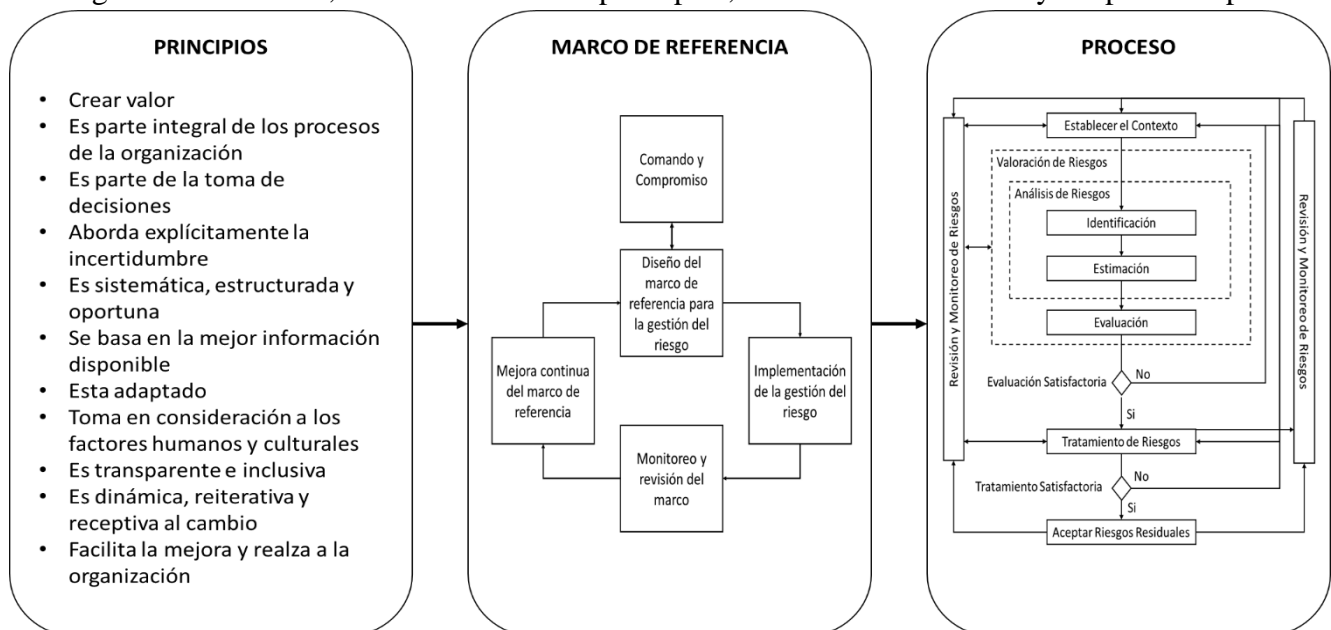 PRINCIPIOS
• Crear valor
• Es parte integral de los procesos
de la organización
• Es parte de la toma de
decisiones
• Aborda explícitamente la
incertidumbre
• Es sistemática, estructurada y
oportuna
• Se basa en la mejor información
disponible
• Esta adaptado
• Toma en consideración a los
factores humanos y culturales
• Es transparente e inclusiva
• Es dinámica, reiterativa y
receptiva al cambio
• Facilita la mejora y realza a la
organización
MARCO DE REFERENCIA
Comando y
Compromiso
Diseño del
marco de
referencia para
la gestión del
riesgo
Mejora continua
del marco de
referencia
Implementación
de la gestión del
riesgo
Monitoreo y
revisión del
marco
PROCESO
Establecer el Contexto
Valoración de Riesgos
Análisis de Riesgos
Identificación
Estimación
Evaluación
Evaluación Satisfactoria
No
Si
Tratamiento de Riesgos
Tratamiento Satisfactoria
No
Si
Aceptar Riesgos Residuales
Revisión y Monitoreo de Riesgos
Revisión y Monitoreo de Riesgos